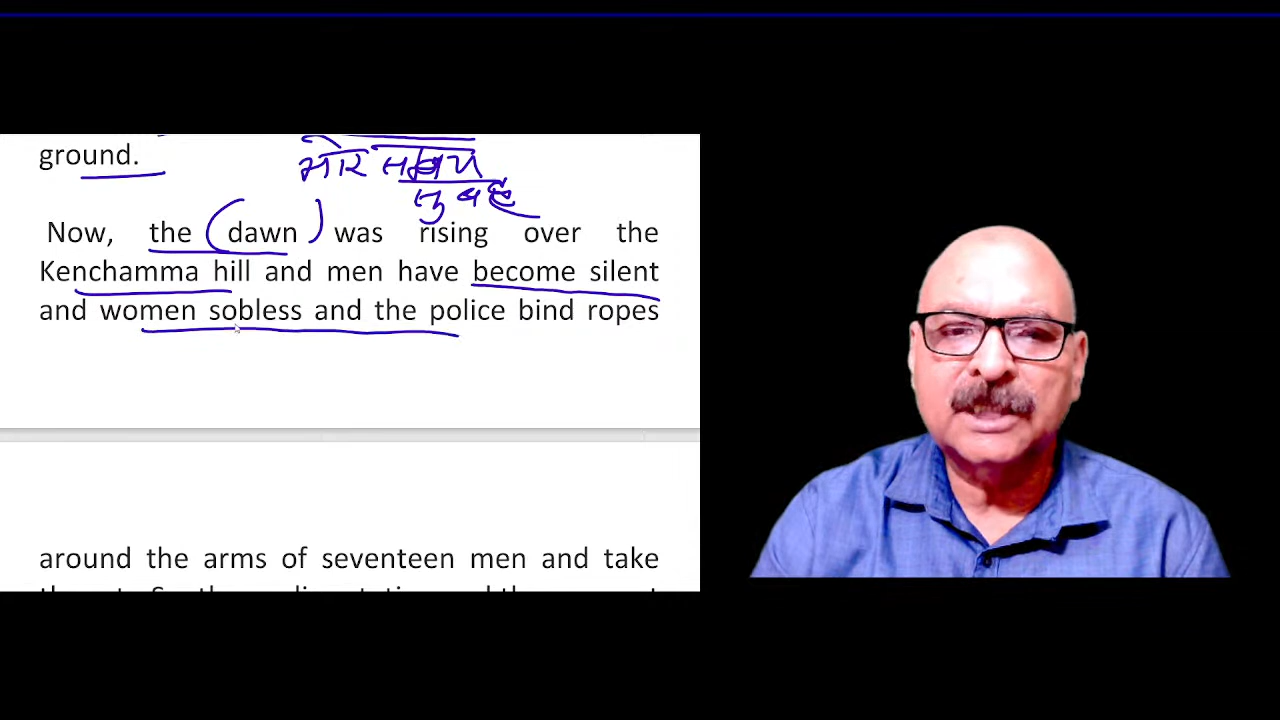 ground.
भोर
सुबह
Now, the (dawn) was rising over the
Kenchamma hill and men have become silent
and women sobless and the police bind ropes
around the arms of seventeen men and take